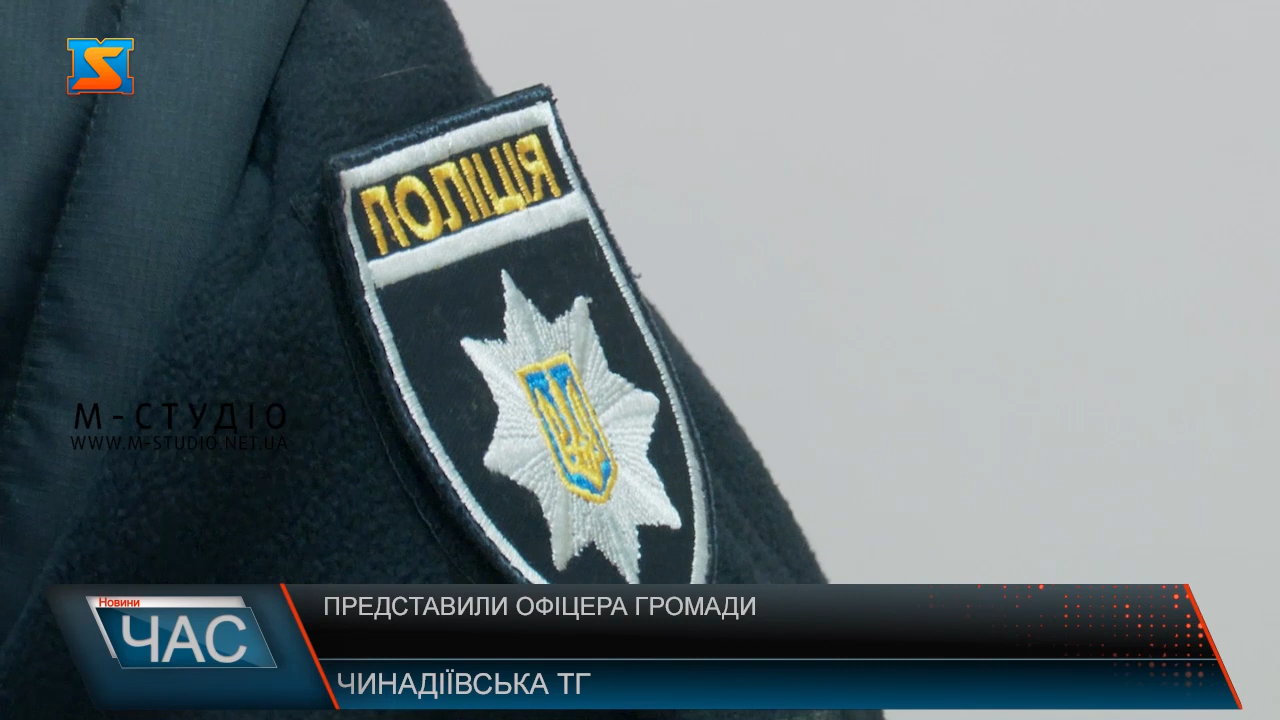 ПОЛІЦІЯ
М-СТУДІО
WWW.M-STUDIO.NET.UA
Новини
ЧАС
ПРЕДСТАВИЛИ ОФІЦЕРА ГРОМАДИ
ЧИНАДІЇВСЬКА ТГ